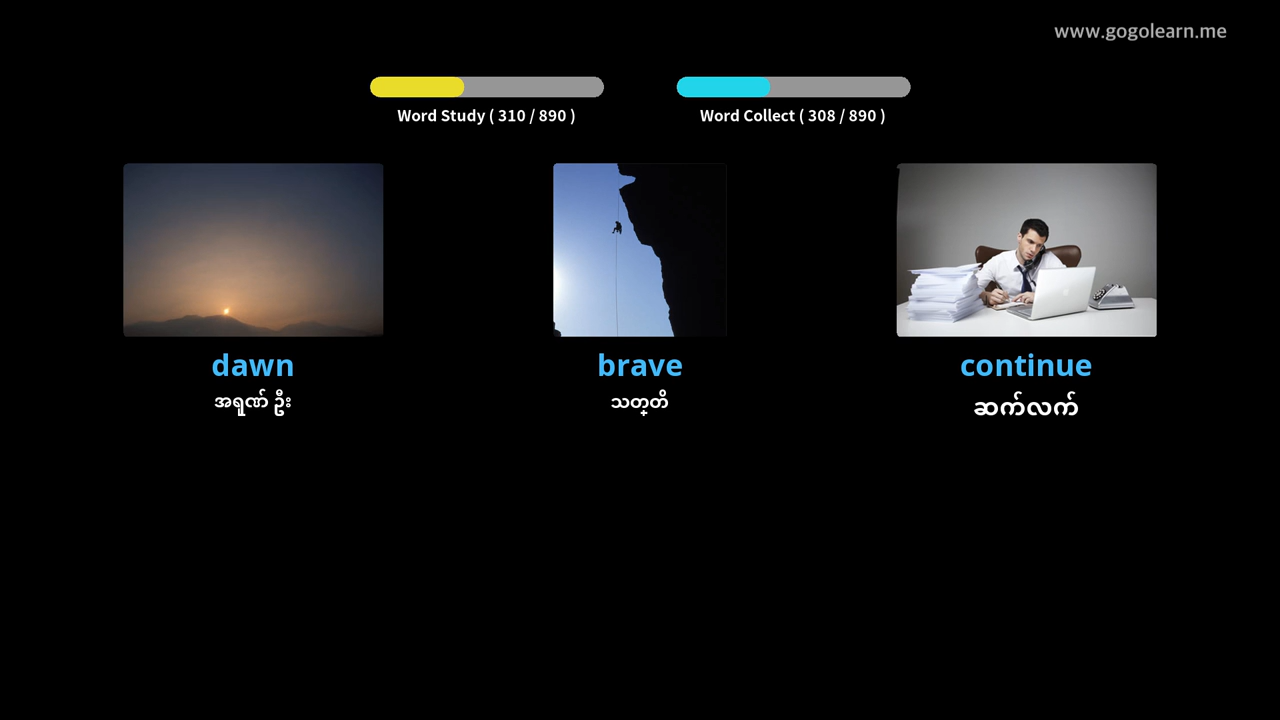 www.gogolearn.me
Word Study ( 310 / 890 )
Word Collect ( 308 / 890 )
dawn
brave
continue
အရုဏ် ဦး
သတ္တိ
ဆက်လက်